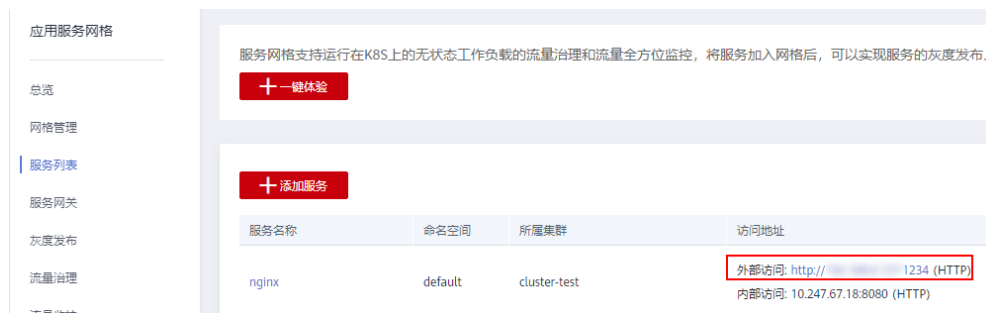 应用服务网格
服务网格支持运行在K8S上的无状态工作负载的流量治理和流量全方位监控，将服务加入网格后，可以实现服务的灰度发布、
一键体验
总览
网格管理
服务列表
添加服务
服务网关
服务名称 命名空间 所属集群 访问地址
灰度发布
外部访问: http:// 1234 (HTTP)
流量治理
nginx default cluster-test
内部访问: 10.247.67.18:8080 (HTTP)